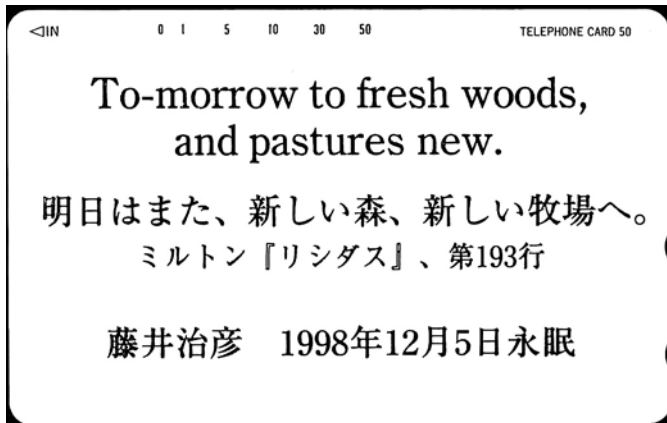 ◁IN 0 1 5 10 30 50 TELEPHONE CARD 50
To-morrow to fresh woods,
and pastures new.
明日はまた、新しい森、新しい牧場へ。
ミルトン『リシダス』、第193行
藤井治彦 1998年12月5日永眠